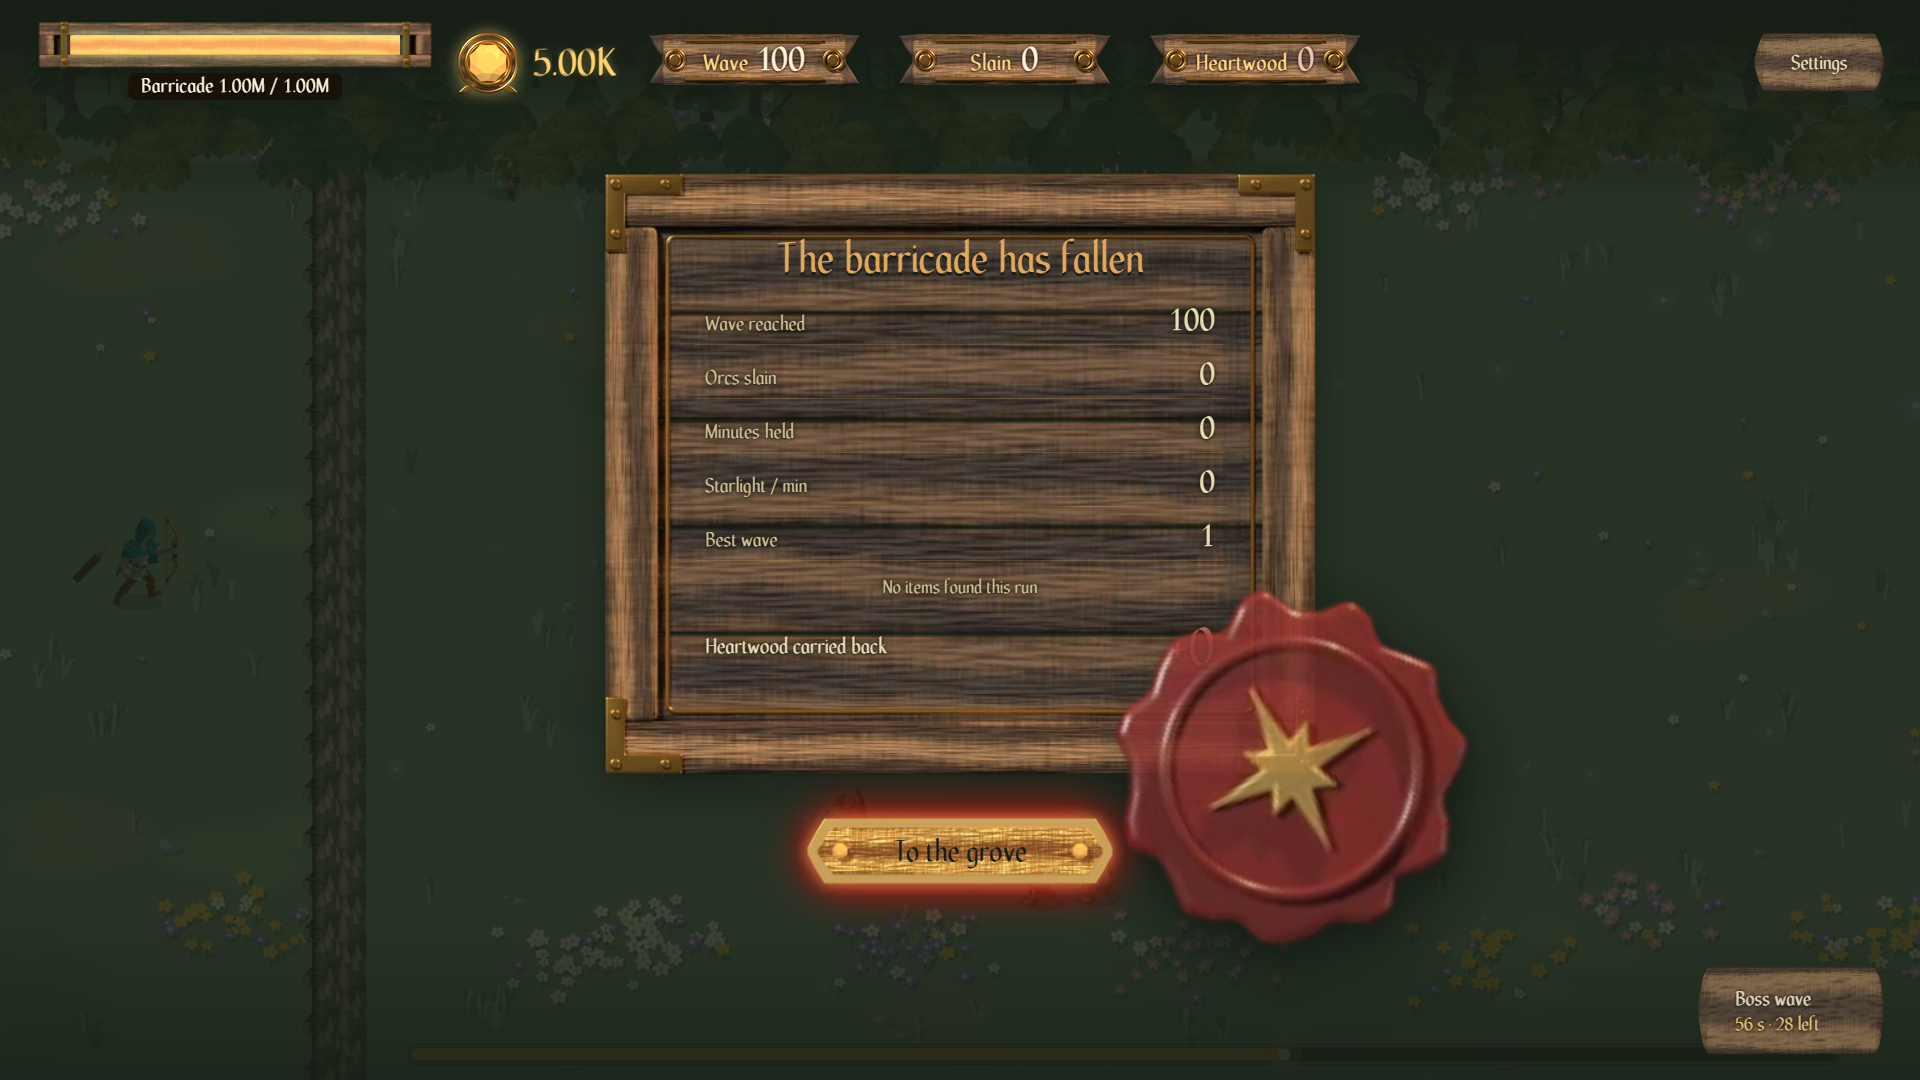 Barricade 1.00M / 1.00M
5.00K
Wave 100
Slain 0
Heartwood 0
Settings
The barricade has fallen
Wave reached 100
Orcs slain 0
Minutes held 0
Starlight / min 0
Best wave 1
No items found this run
Heartwood carried back 0
To the grove
Boss wave
56 s · 28 left